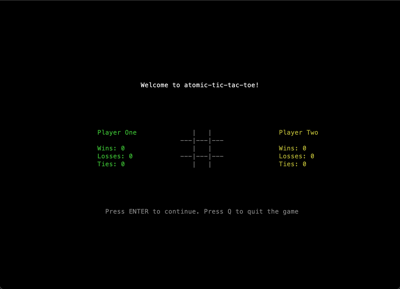 Welcome to atomic-tic-tac-toe!
Player One
Wins: 0
Losses: 0
Ties: 0
| |
---|---|---
| |
---|---|---
| |
Player Two
Wins: 0
Losses: 0
Ties: 0
Press ENTER to continue. Press Q to quit the game